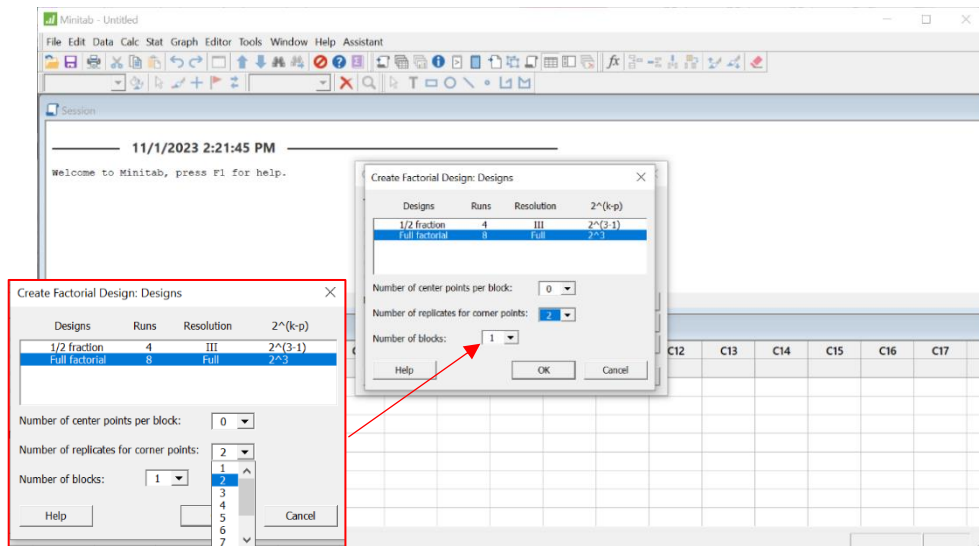 Minitab - Untitled
File Edit Data Calc Stat Graph Editor Tools Window Help Assistant
Session
11/1/2023 2:21:45 PM
Welcome to Minitab, press F1 for help.
Create Factorial Design: Designs
Designs Runs Resolution 2^(k-p)
1/2 fraction 4 III 2^(3-1)
Full factorial 8 Full 2^3
Number of center points per block: 0
Number of replicates for corner points: 2
Number of blocks: 1
Help OK Cancel
C12 C13 C14 C15 C16 C17
Create Factorial Design: Designs
Designs Runs Resolution 2^(k-p)
1/2 fraction 4 III 2^(3-1)
Full factorial 8 Full 2^3
Number of center points per block: 0
Number of replicates for corner points: 2
1
2
3
4
5
6
7
Number of blocks: 1
Help Cancel